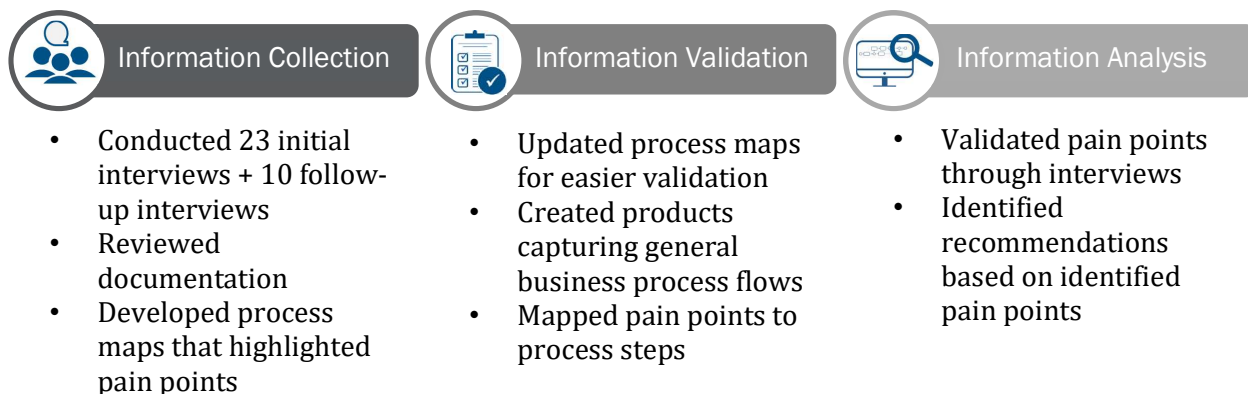 Information Collection
• Conducted 23 initial
interviews + 10 follow-
up interviews
• Reviewed
documentation
• Developed process
maps that highlighted
pain points
Information Validation
• Updated process maps
for easier validation
• Created products
capturing general
business process flows
• Mapped pain points to
process steps
Information Analysis
• Validated pain points
through interviews
• Identified
recommendations
based on identified
pain points